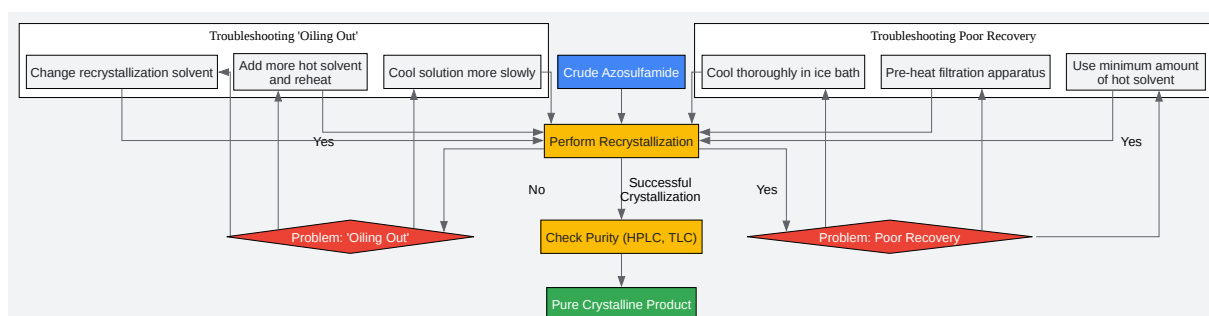 Troubleshooting 'Oiling Out'
Troubleshooting Poor Recovery
Change recrystallization solvent
Add more hot solvent
and reheat
Cool solution more slowly
Crude Azosulfamide
Cool thoroughly in ice bath
Pre-heat filtration apparatus
Use minimum amount
of hot solvent
Yes
Perform Recrystallization
Yes
No
Successful
Crystallization
Yes
Problem: 'Oiling Out'
Check Purity (HPLC, TLC)
Problem: Poor Recovery
Pure Crystalline Product